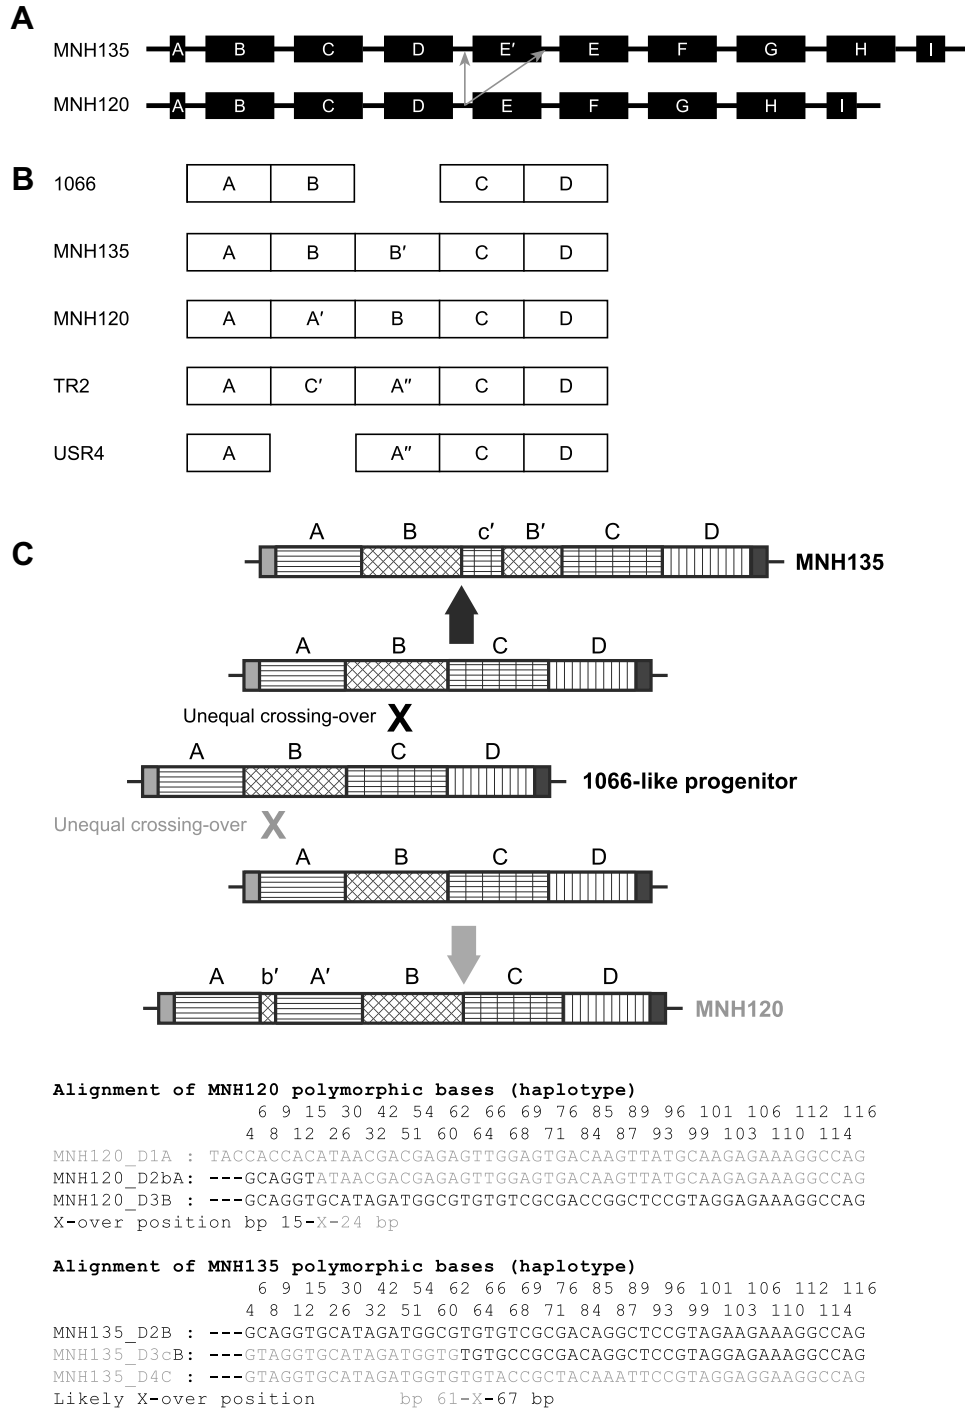 A
MNH135 A B C D E′ E F G H I
MNH120 A B C D E F G H I
B
1066 A B C D
MNH135 A B B′ C D
MNH120 A A′ B C D
TR2 A C′ A″ C D
USR4 A A″ C D
C
A B c′ B′ C D
MNH135
A B C D
Unequal crossing-over X
A B C D
1066-like progenitor
Unequal crossing-over X
A B C D
A b′ A′ B C D
MNH120
Alignment of MNH120 polymorphic bases (haplotype)
6 9 15 30 42 54 62 66 69 76 85 89 96 101 106 112 116
4 8 12 26 32 44 61 64 68 71 84 87 93 99 103 110 114
MNH120_D1A : TACCACCACATAACGACGAGAGTTGGAGTGACAAGTTATGCAAGAGAAAGGCCAG
MNH120_D2bA: ---GCAGGTATAACGACGAGAGTTGGAGTGACAAGTTATGCAAGAGAAAGGCCAG
MNH120_D3B : ---GCAGGTGCATAGATGGCGTGTGTCGCGACCGGCTCCGTAGGAGAAAGGCCAG
X-over position bp 15-X-24 bp
Alignment of MNH135 polymorphic bases (haplotype)
6 9 15 30 42 54 62 66 69 76 85 89 96 101 106 112 116
4 8 12 26 32 44 61 64 68 71 84 87 93 99 103 110 114
MNH135_D2B : ---GCAGGTGCATAGATGGCGTGTGTCGCGACAGGCTCCGTAGAAGAAAGGCCAG
MNH135_D3cB: ---GTAGGTGCATAGATGGTGTGTGCCGCGACAGGCTCCGTAGGAGAAAGGCCAG
MNH135_D4C : ---GTAGGTGCATAGATGGTGTGTGTACCGCTACAAATTCCGTAGGAGGAAGGCCAG
Likely X-over position bp 61-X-67 bp